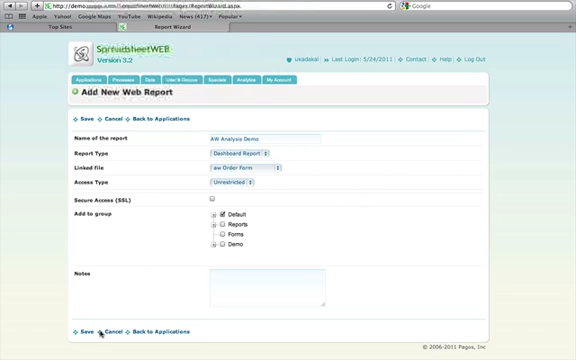 Apple Yahoo! Google Maps YouTube Wikipedia News (417) Popular
Google
Top Sites Report Wizard
SpreadsheetWEB
Version 3.2
uxadakal Last Login: 5/24/2011 Contact Help Log Out
Applications Processes Data Specials Analytics My Account
Add New Web Report
Save Cancel Back to Applications
Name of the report AW Analysis Demo
Report Type Dashboard Report
Linked file aw Order Form
Access Type Unrestricted
Secure Access (SSL)
Add to group Default
Reports
Forms
Demo
Notes
Save Cancel Back to Applications
© 2006-2011 Pagos, Inc